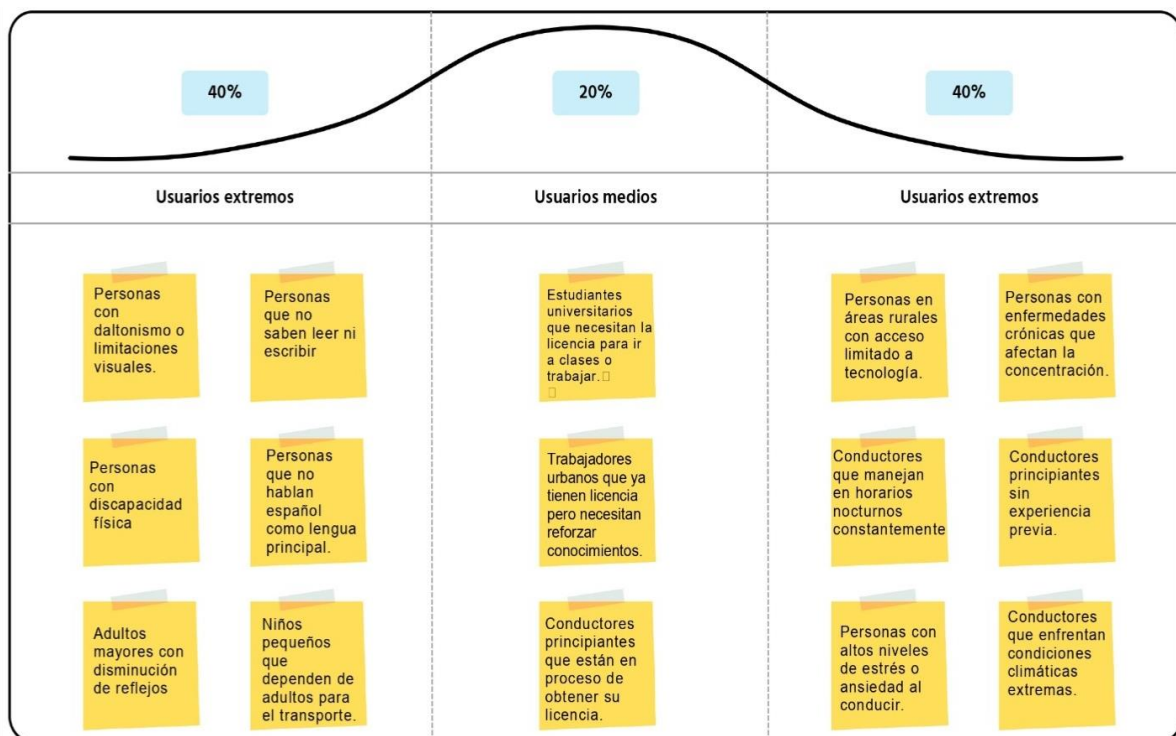 40%
20%
40%
Usuarios extremos
Usuarios medios
Usuarios extremos
Personas
con
daltonismo o
limitaciones
visuales.
Personas
que no
saben leer ni
escribir
Estudiantes
universitarios
que necesitan la
licencia para ir
a clases o
trabajar.
Personas en
áreas rurales
con acceso
limitado a
tecnología.
Personas con
enfermedades
crónicas que
afectan la
concentración.
Personas
con
discapacidad
física
Personas
que no
hablan
español
como lengua
principal.
Trabajadores
urbanos que ya
tienen licencia
pero necesitan
reforzar
conocimientos.
Conductores
que manejan
en horarios
nocturnos
constantemente
Conductores
principiantes
sin
experiencia
previa.
Adultos
mayores con
disminución
de reflejos
Niños
pequeños
que
dependen de
adultos para
el transporte.
Conductores
principiantes
que están en
proceso de
obtener su
licencia.
Personas con
altos niveles
de estrés o
ansiedad al
conducir.
Conductores
que enfrentan
condiciones
climáticas
extremas.